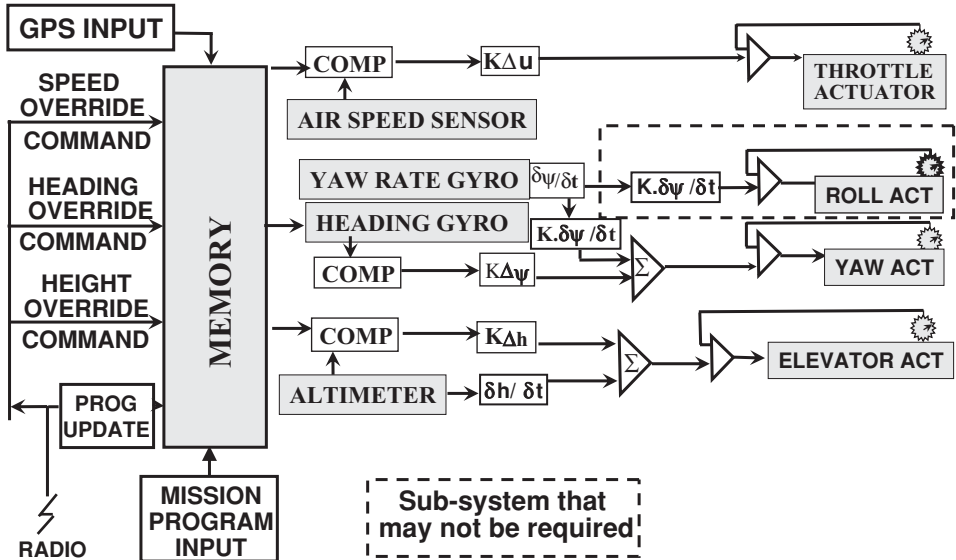 GPS INPUT
SPEED
OVERRIDE
COMMAND
HEADING
OVERRIDE
COMMAND
HEIGHT
OVERRIDE
COMMAND
PROG
UPDATE
RADIO
MEMORY
MISSION
PROGRAM
INPUT
COMP
KΔu
AIR SPEED SENSOR
THROTTLE
ACTUATOR
YAW RATE GYRO
δψ/δt
K.δψ /δt
ROLL ACT
HEADING GYRO
K.δψ /δt
COMP
KΔψ
Σ
YAW ACT
COMP
KΔh
Σ
ELEVATOR ACT
ALTIMETER
δh/ δt
Sub-system that
may not be required